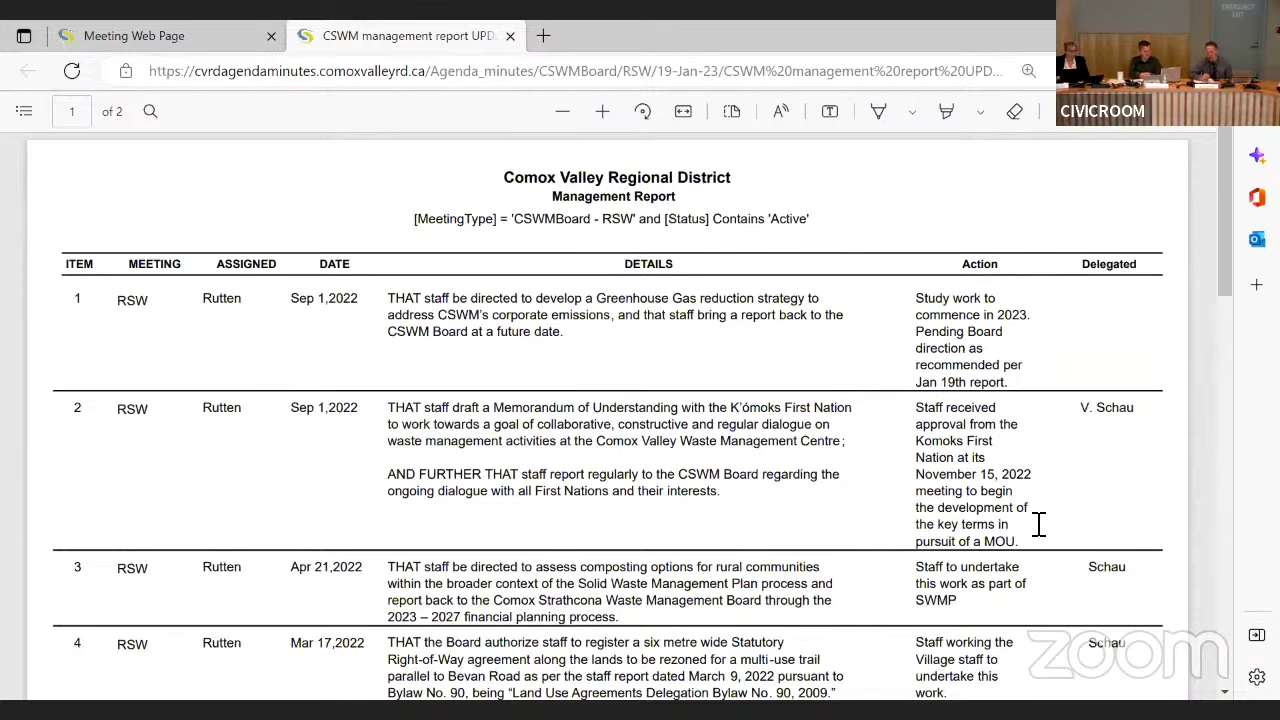 Meeting Web Page
CSWM management report UPD
https://cvrdagendaminutes.comoxvalleyrd.ca/Agenda_minutes/CSWMBoard/RSW/19-Jan-23/CSWM%20management%20report%20UPD...
EMERGENCY EXIT
CIVICROOM
1 of 2
Comox Valley Regional District
Management Report
[MeetingType] = 'CSWMBoard - RSW' and [Status] Contains 'Active'
ITEM MEETING ASSIGNED DATE DETAILS Action Delegated
1 RSW Rutten Sep 1,2022
THAT staff be directed to develop a Greenhouse Gas reduction strategy to
address CSWM's corporate emissions, and that staff bring a report back to the
CSWM Board at a future date.
Study work to
commence in 2023.
Pending Board
direction as
recommended per
Jan 19th report.
2 RSW Rutten Sep 1,2022
THAT staff draft a Memorandum of Understanding with the K'ómoks First Nation
to work towards a goal of collaborative, constructive and regular dialogue on
waste management activities at the Comox Valley Waste Management Centre;
AND FURTHER THAT staff report regularly to the CSWM Board regarding the
ongoing dialogue with all First Nations and their interests.
Staff received
approval from the
Komoks First
Nation at its
November 15, 2022
meeting to begin
the development of
the key terms in
pursuit of a MOU.
V. Schau
3 RSW Rutten Apr 21,2022
THAT staff be directed to assess composting options for rural communities
within the broader context of the Solid Waste Management Plan process and
report back to the Comox Strathcona Waste Management Board through the
2023 – 2027 financial planning process.
Staff to undertake
this work as part of
SWMP
Schau
4 RSW Rutten Mar 17,2022
THAT the Board authorize staff to register a six metre wide Statutory
Right-of-Way agreement along the lands to be rezoned for a multi-use trail
parallel to Bevan Road as per the staff report dated March 9, 2022 pursuant to
Bylaw No. 90, being “Land Use Agreements Delegation Bylaw No. 90, 2009.”
Staff working the
Village staff to
undertake this
work.
Schau
zoom